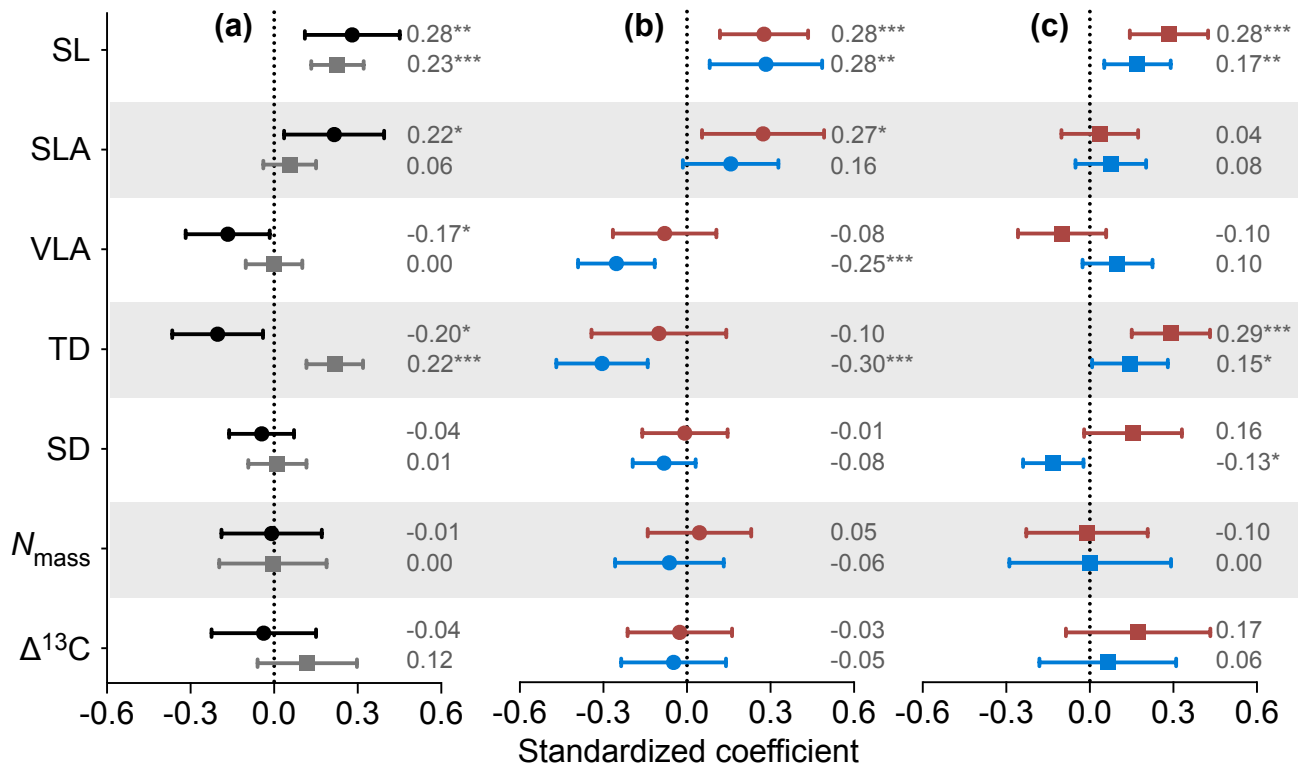 (a) (b) (c)
SL 0.28** 0.28*** 0.28***
0.23*** 0.28** 0.17**
SLA 0.22* 0.27* 0.04
0.06 0.16 0.08
VLA -0.17* -0.08 -0.10
0.00 -0.25*** 0.10
TD -0.20* -0.10 0.29***
0.22*** -0.30*** 0.15*
SD -0.04 -0.01 0.16
0.01 -0.08 -0.13*
Nmass -0.01 0.05 -0.10
0.00 -0.06 0.00
Δ¹³C -0.04 -0.03 0.17
0.12 -0.05 0.06
-0.6 -0.3 0.0 0.3 0.6 -0.6 -0.3 0.0 0.3 0.6 -0.6 -0.3 0.0 0.3 0.6
Standardized coefficient